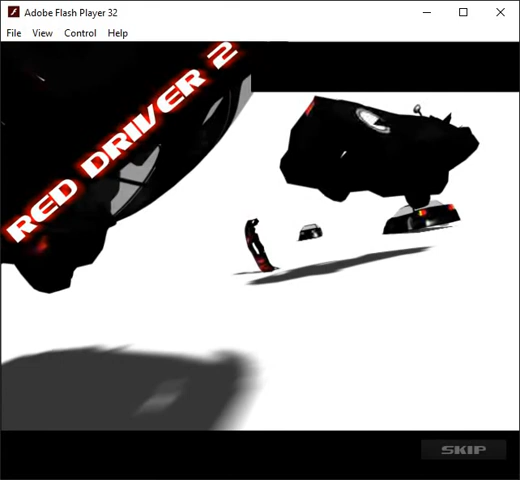 Adobe Flash Player 32
File View Control Help
RED DRIVER 2
SKIP